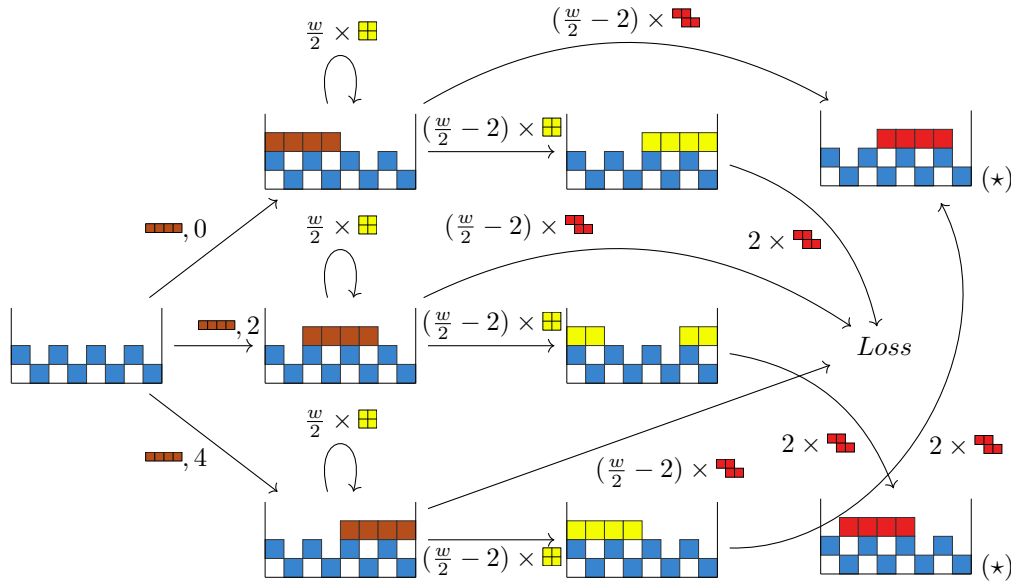 w/2 ×
(w/2 − 2) ×
(w/2 − 2) ×
(⋆)
, 0
w/2 ×
(w/2 − 2) ×
2 ×
, 2
(w/2 − 2) ×
Loss
w/2 ×
, 4
(w/2 − 2) ×
2 ×
2 ×
(w/2 − 2) ×
(⋆)